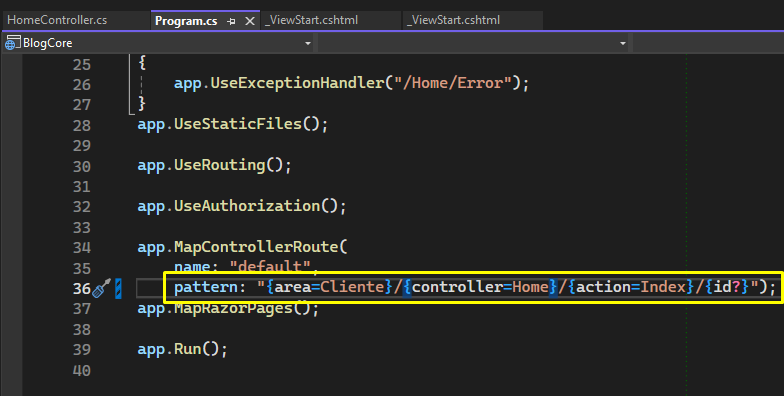 HomeController.cs Program.cs _ViewStart.cshtml _ViewStart.cshtml
BlogCore
25 {
26 app.UseExceptionHandler("/Home/Error");
27 }
28 app.UseStaticFiles();
29
30 app.UseRouting();
31
32 app.UseAuthorization();
33
34 app.MapControllerRoute(
35 name: "default",
36 pattern: "{area=Cliente}/{controller=Home}/{action=Index}/{id?}");
37 app.MapRazorPages();
38
39 app.Run();
40